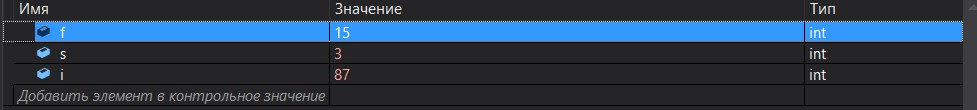 Имя Значение Тип
f 15 int
s 3 int
i 87 int
Добавить элемент в контрольное значение